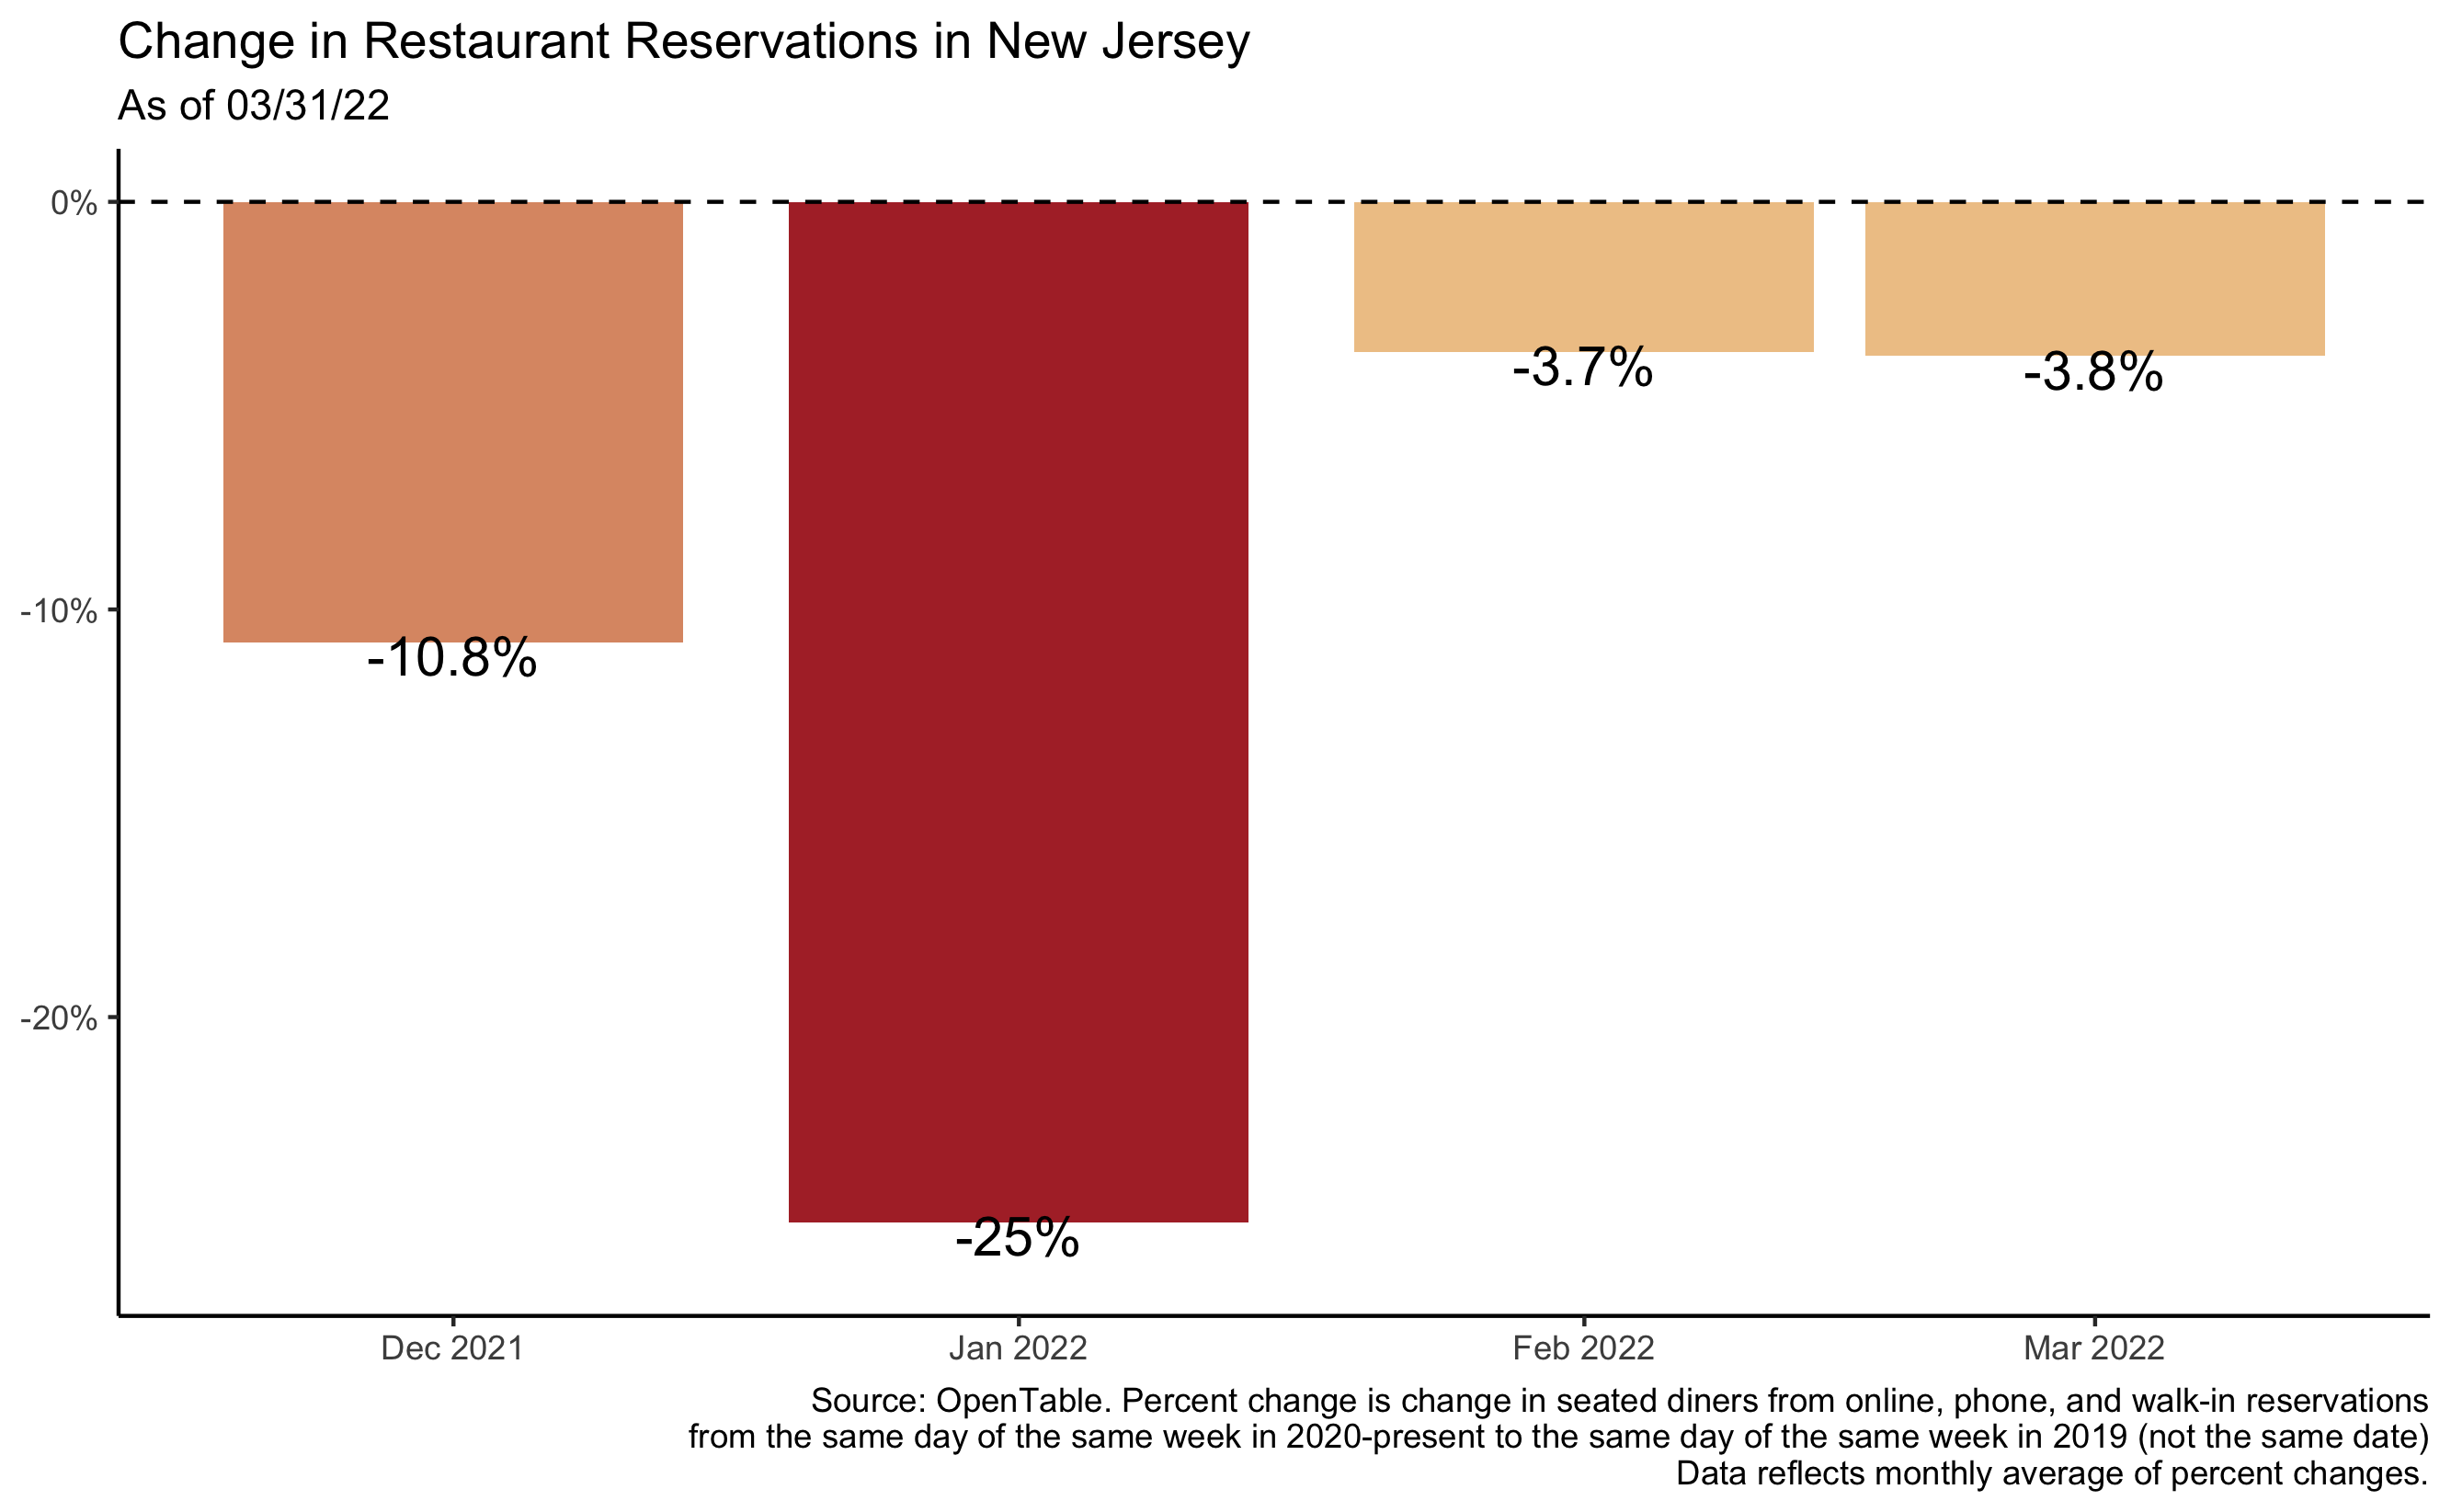 Change in Restaurant Reservations in New Jersey
As of 03/31/22
0%
-10%
-20%
-10.8%
-25%
-3.7%
-3.8%
Dec 2021
Jan 2022
Feb 2022
Mar 2022
Source: OpenTable. Percent change is change in seated diners from online, phone, and walk-in reservations
from the same day of the same week in 2020-present to the same day of the same week in 2019 (not the same date)
Data reflects monthly average of percent changes.